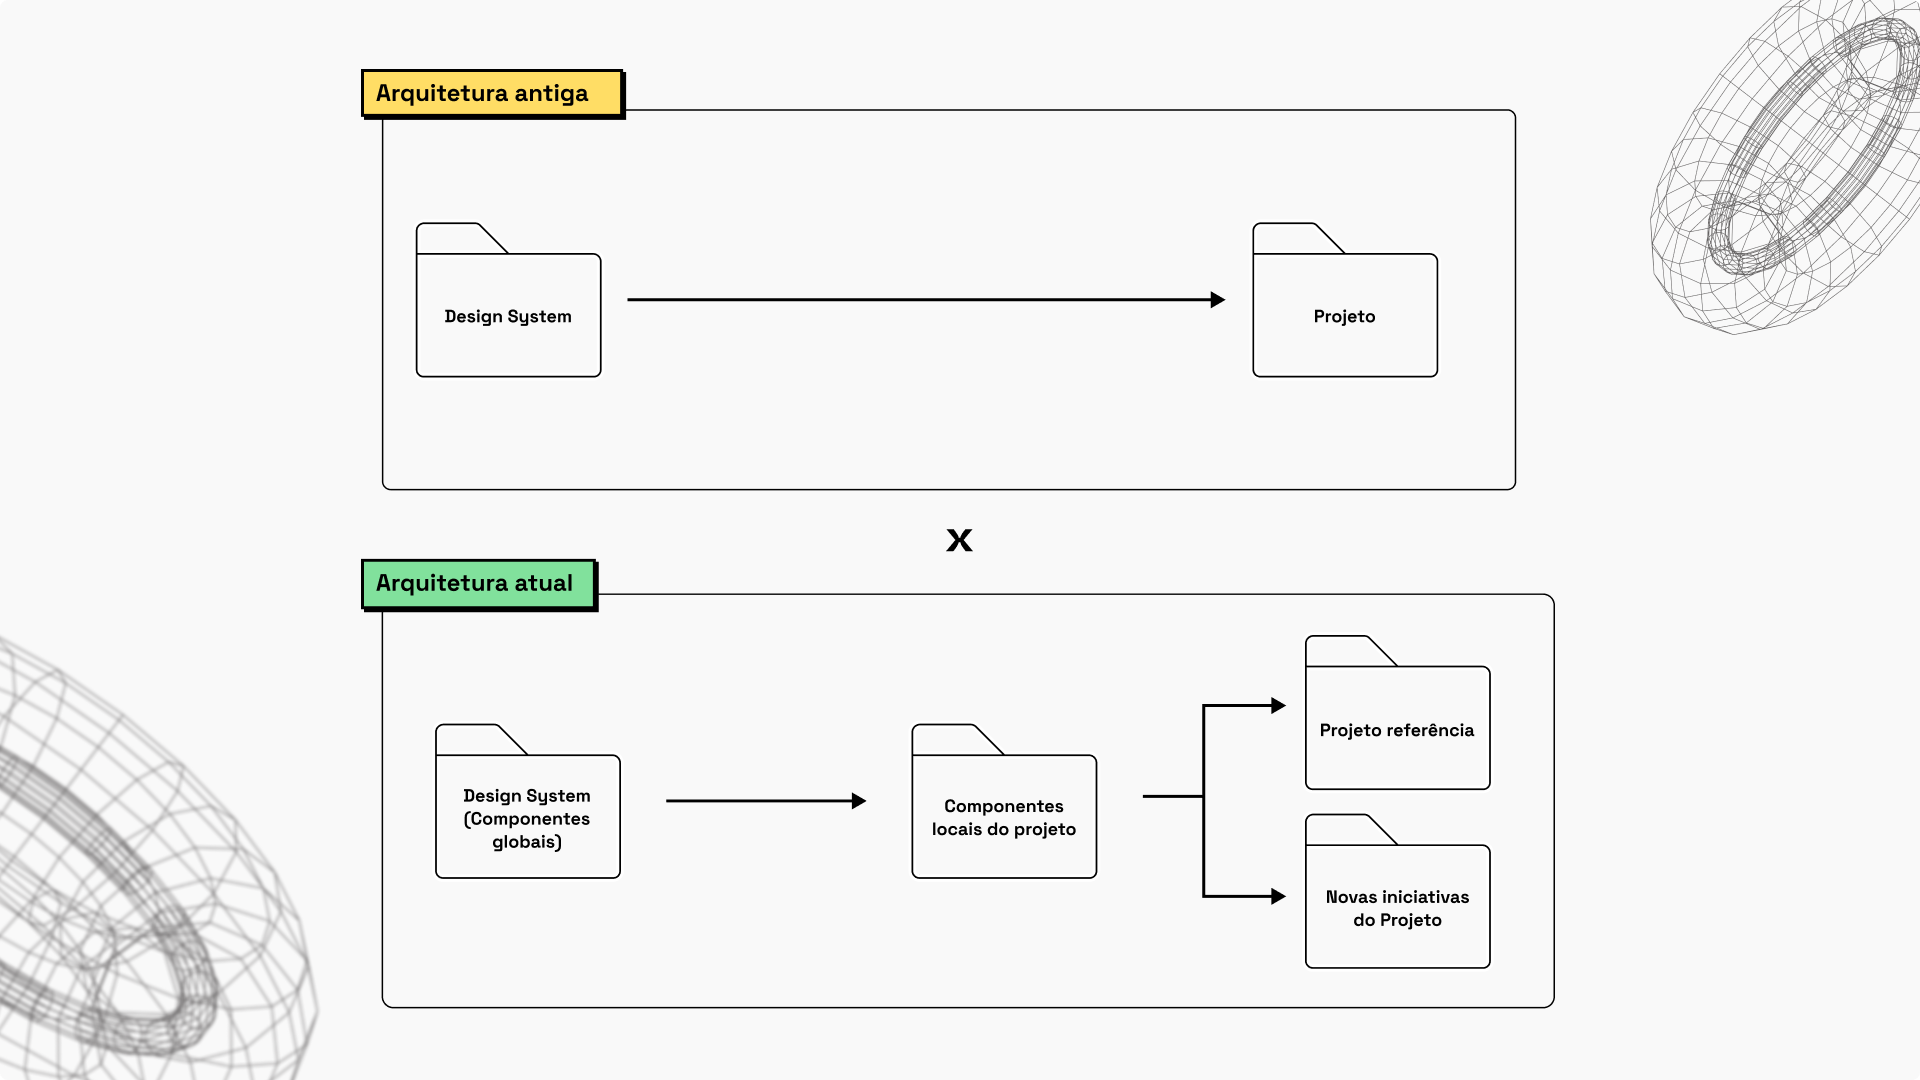 Arquitetura antiga
Design System
Projeto
X
Arquitetura atual
Design System
(Componentes
globais)
Componentes
locais do projeto
Projeto referência
Novas iniciativas
do Projeto